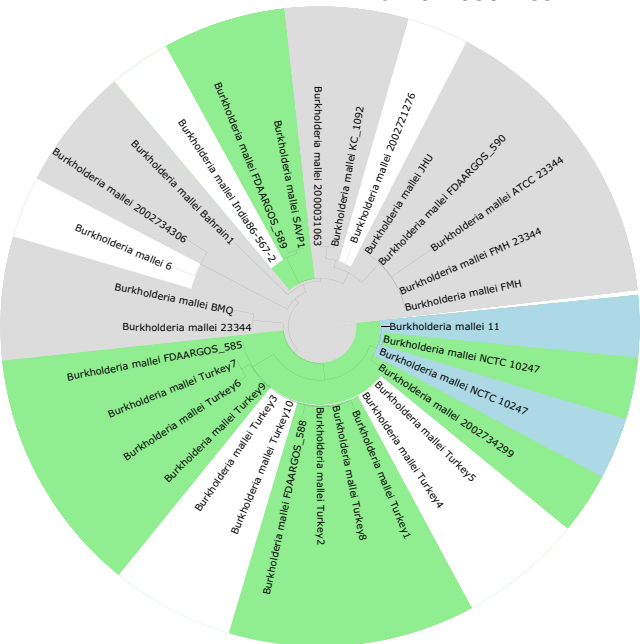 Burkholderia mallei 2000031063
Burkholderia mallei KC_1092
Burkholderia mallei 2002721276
Burkholderia mallei JHU
Burkholderia mallei FDAARGOS_590
Burkholderia mallei ATCC 23344
Burkholderia mallei FMH 23344
Burkholderia mallei FMH
Burkholderia mallei 11
Burkholderia mallei NCTC 10247
Burkholderia mallei NCTC 10247
Burkholderia mallei 2002734299
Burkholderia mallei Turkey5
Burkholderia mallei Turkey4
Burkholderia mallei Turkey1
Burkholderia mallei Turkey8
Burkholderia mallei Turkey2
Burkholderia mallei FDAARGOS_588
Burkholderia mallei Turkey10
Burkholderia mallei Turkey3
Burkholderia mallei Turkey9
Burkholderia mallei Turkey6
Burkholderia mallei Turkey7
Burkholderia mallei FDAARGOS_585
Burkholderia mallei 23344
Burkholderia mallei BMQ
Burkholderia mallei 6
Burkholderia mallei 2002734306
Burkholderia mallei Bahrain1
Burkholderia mallei India86-567-2
Burkholderia mallei FDAARGOS_589
Burkholderia mallei SAVP1